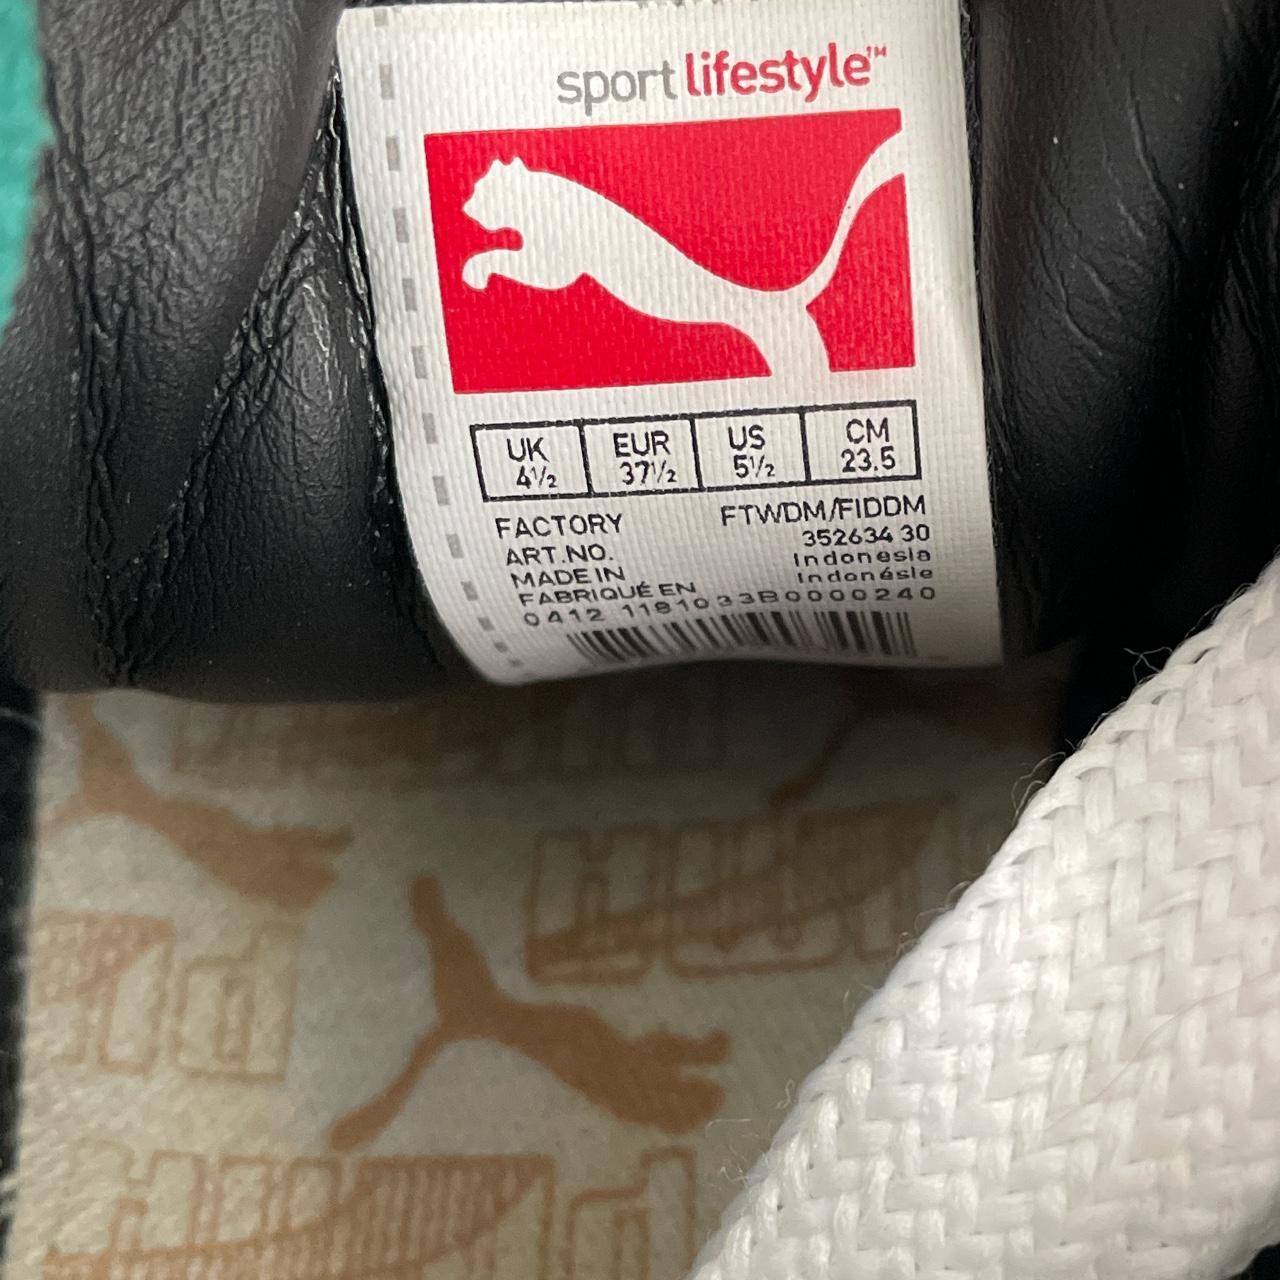 sport lifestyle™
UK EUR US CM
4½ 37½ 5½ 23.5
FACTORY FTWDM/FIDDM
ART.NO. 352634 30
MADE IN Indonesia
FABRIQUÉ EN Indonésie
0412 1181033B0000240